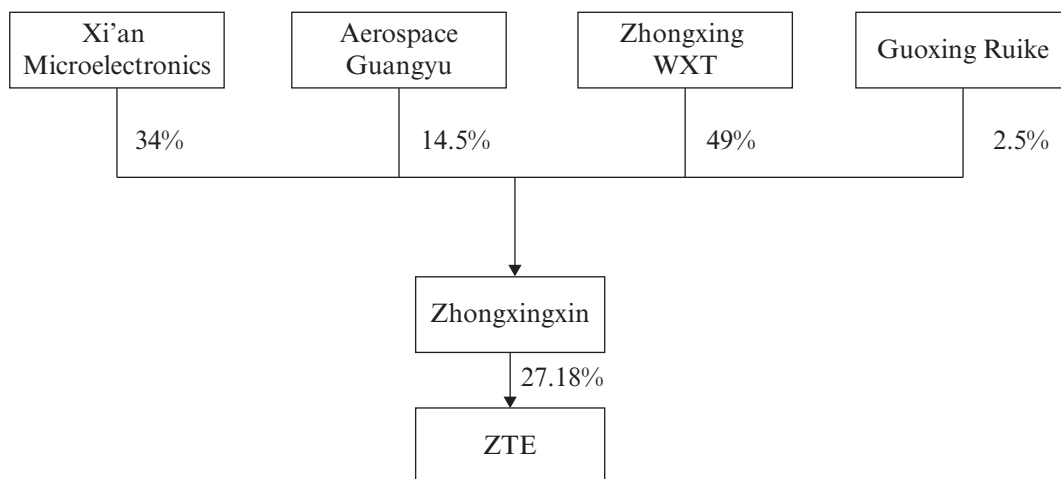 Xi’an
Microelectronics
Aerospace
Guangyu
Zhongxing
WXT
Guoxing Ruike
34%
14.5%
49%
2.5%
Zhongxingxin
27.18%
ZTE